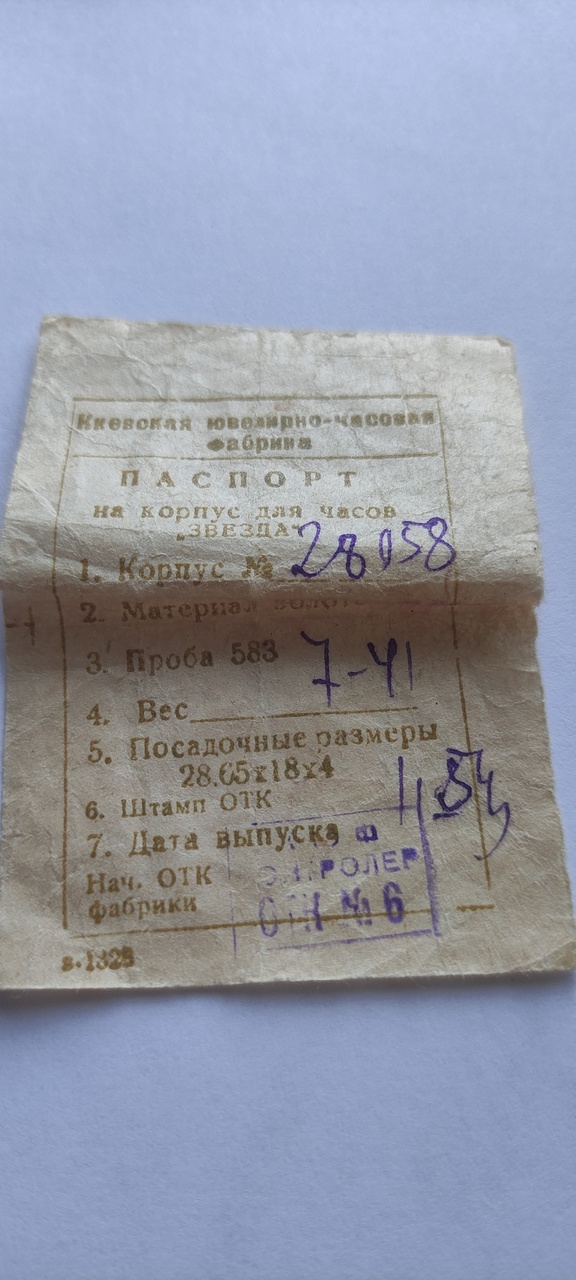 Киевская ювелирно-часовая
фабрика
ПАСПОРТ
на корпус для часов
„ЗВЕЗДА"
1. Корпус № 28058
2. Материал золото
3. Проба 583
7-41
4. Вес
5. Посадочные размеры
28.65х18х4
6. Штамп ОТК
7. Дата выпуска
Нач. ОТК
фабрики
ОТК № 6
з.1328